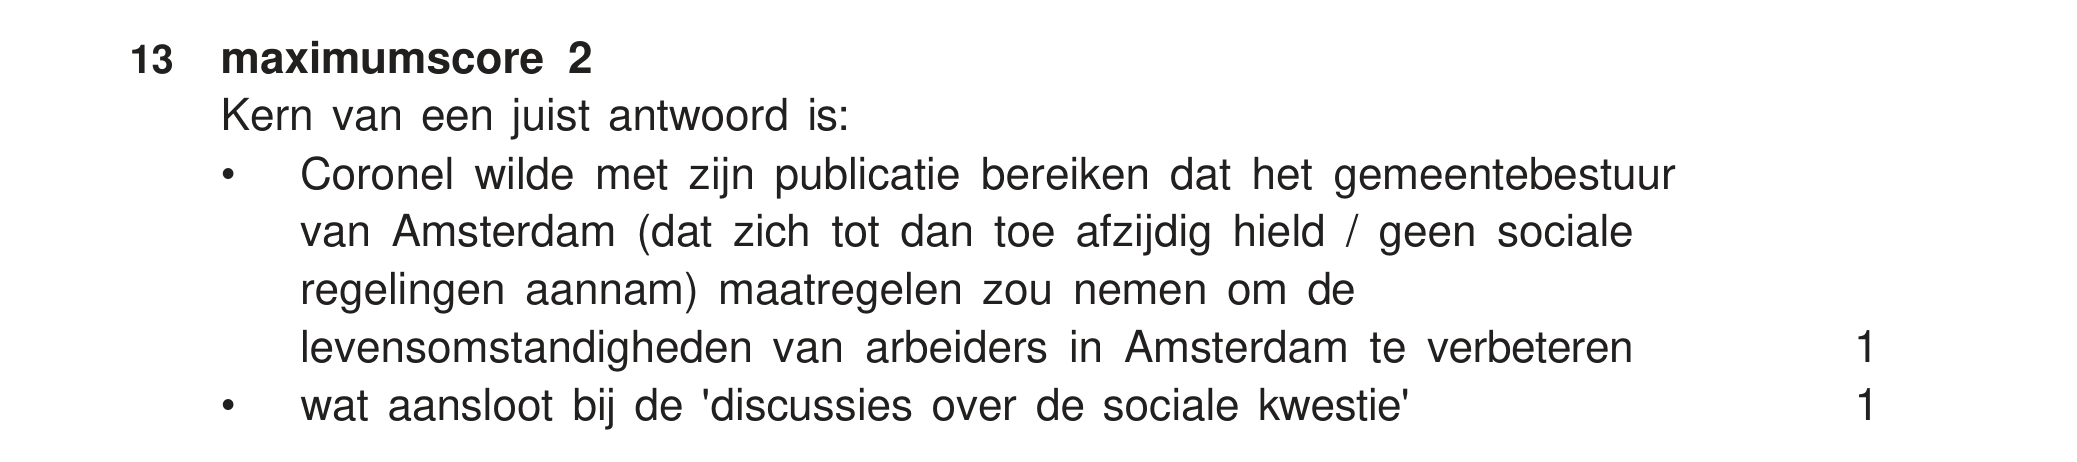 13 maximumscore 2
Kern van een juist antwoord is:
• Coronel wilde met zijn publicatie bereiken dat het gemeentebestuur
van Amsterdam (dat zich tot dan toe afzijdig hield / geen sociale
regelingen aannam) maatregelen zou nemen om de
levensomstandigheden van arbeiders in Amsterdam te verbeteren 1
• wat aansloot bij de 'discussies over de sociale kwestie' 1